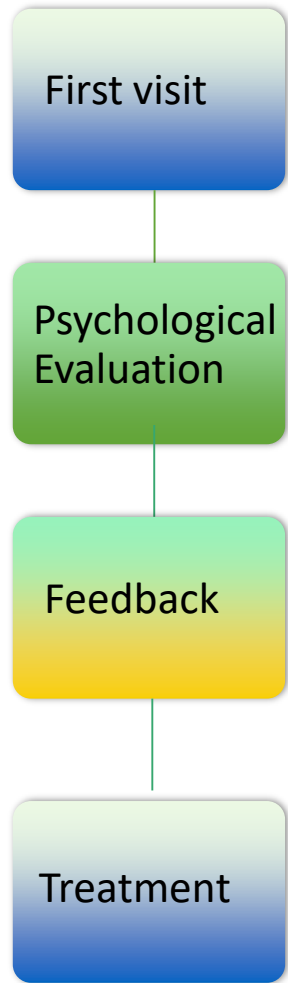 First visit
Psychological
Evaluation
Feedback
Treatment